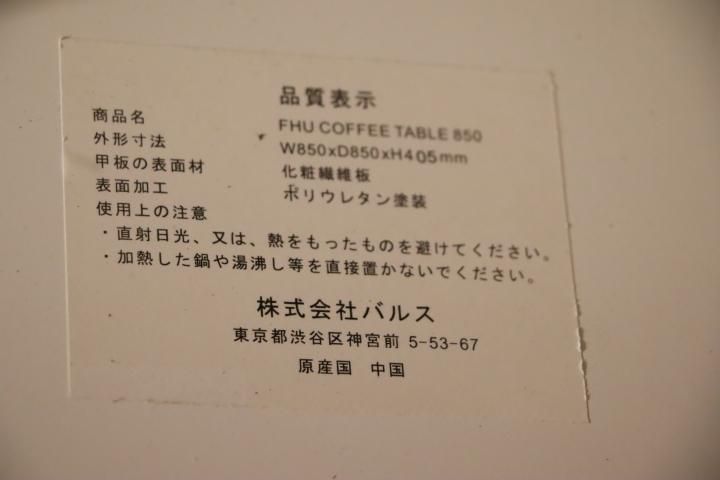 品質表示
商品名 FHU COFFEE TABLE 850
外形寸法 W850xD850xH405mm
甲板の表面材 化粧繊維板
表面加工 ポリウレタン塗装
使用上の注意
・直射日光、又は、熱をもったものを避けてください。
・加熱した鍋や湯沸し等を直接置かないでください。
株式会社バルス
東京都渋谷区神宮前 5-53-67
原産国 中国